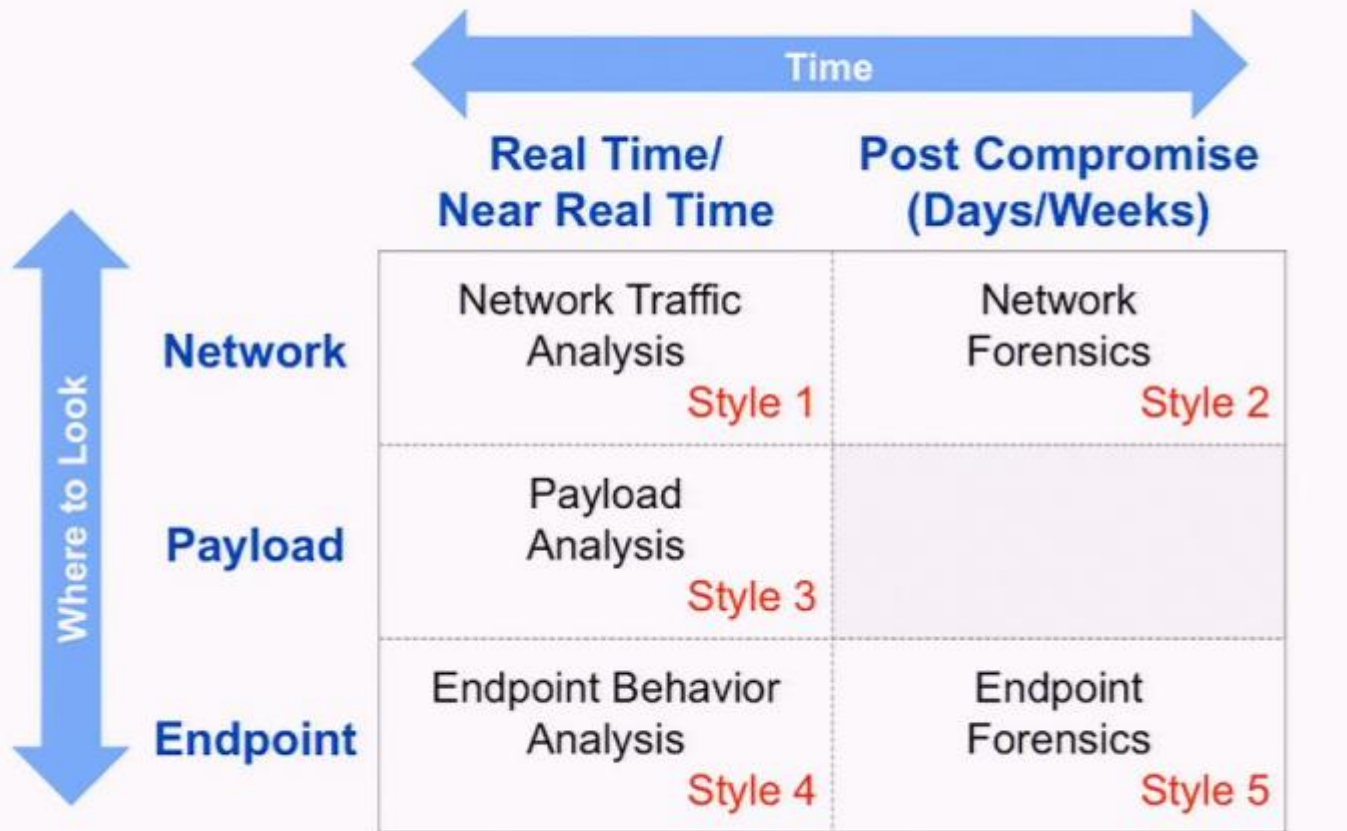 Time
Real Time/
Near Real Time
Post Compromise
(Days/Weeks)
Where to Look
Network
Network Traffic
Analysis
Style 1
Network
Forensics
Style 2
Payload
Payload
Analysis
Style 3
Endpoint
Endpoint Behavior
Analysis
Style 4
Endpoint
Forensics
Style 5